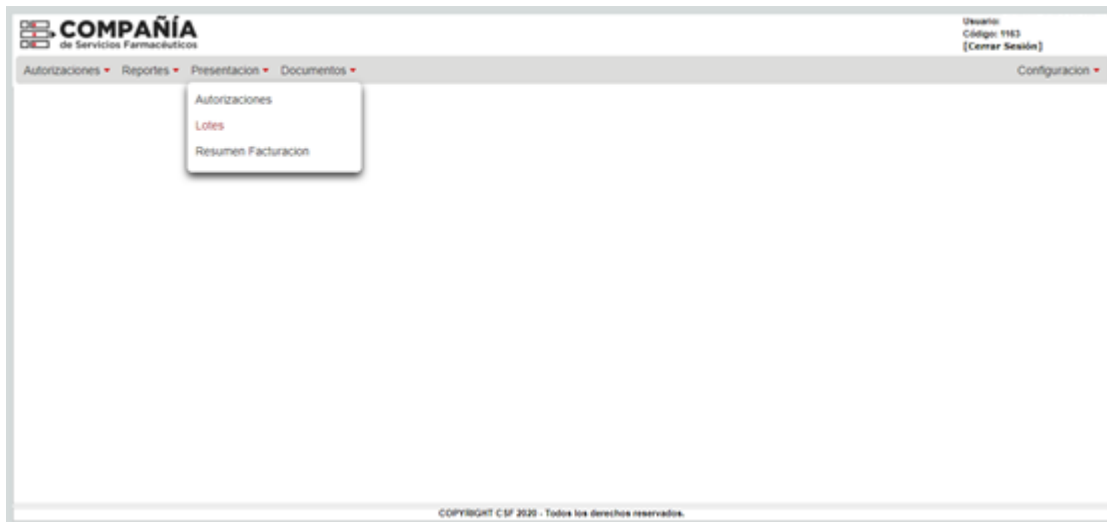 COMPAÑÍA
de Servicios Farmacéuticos
Usuario:
Código: 1163
[Cerrar Sesión]
Autorizaciones Reportes Presentacion Documentos Configuracion
Autorizaciones
Lotes
Resumen Facturacion
COPYRIGHT CSF 2020 - Todos los derechos reservados.